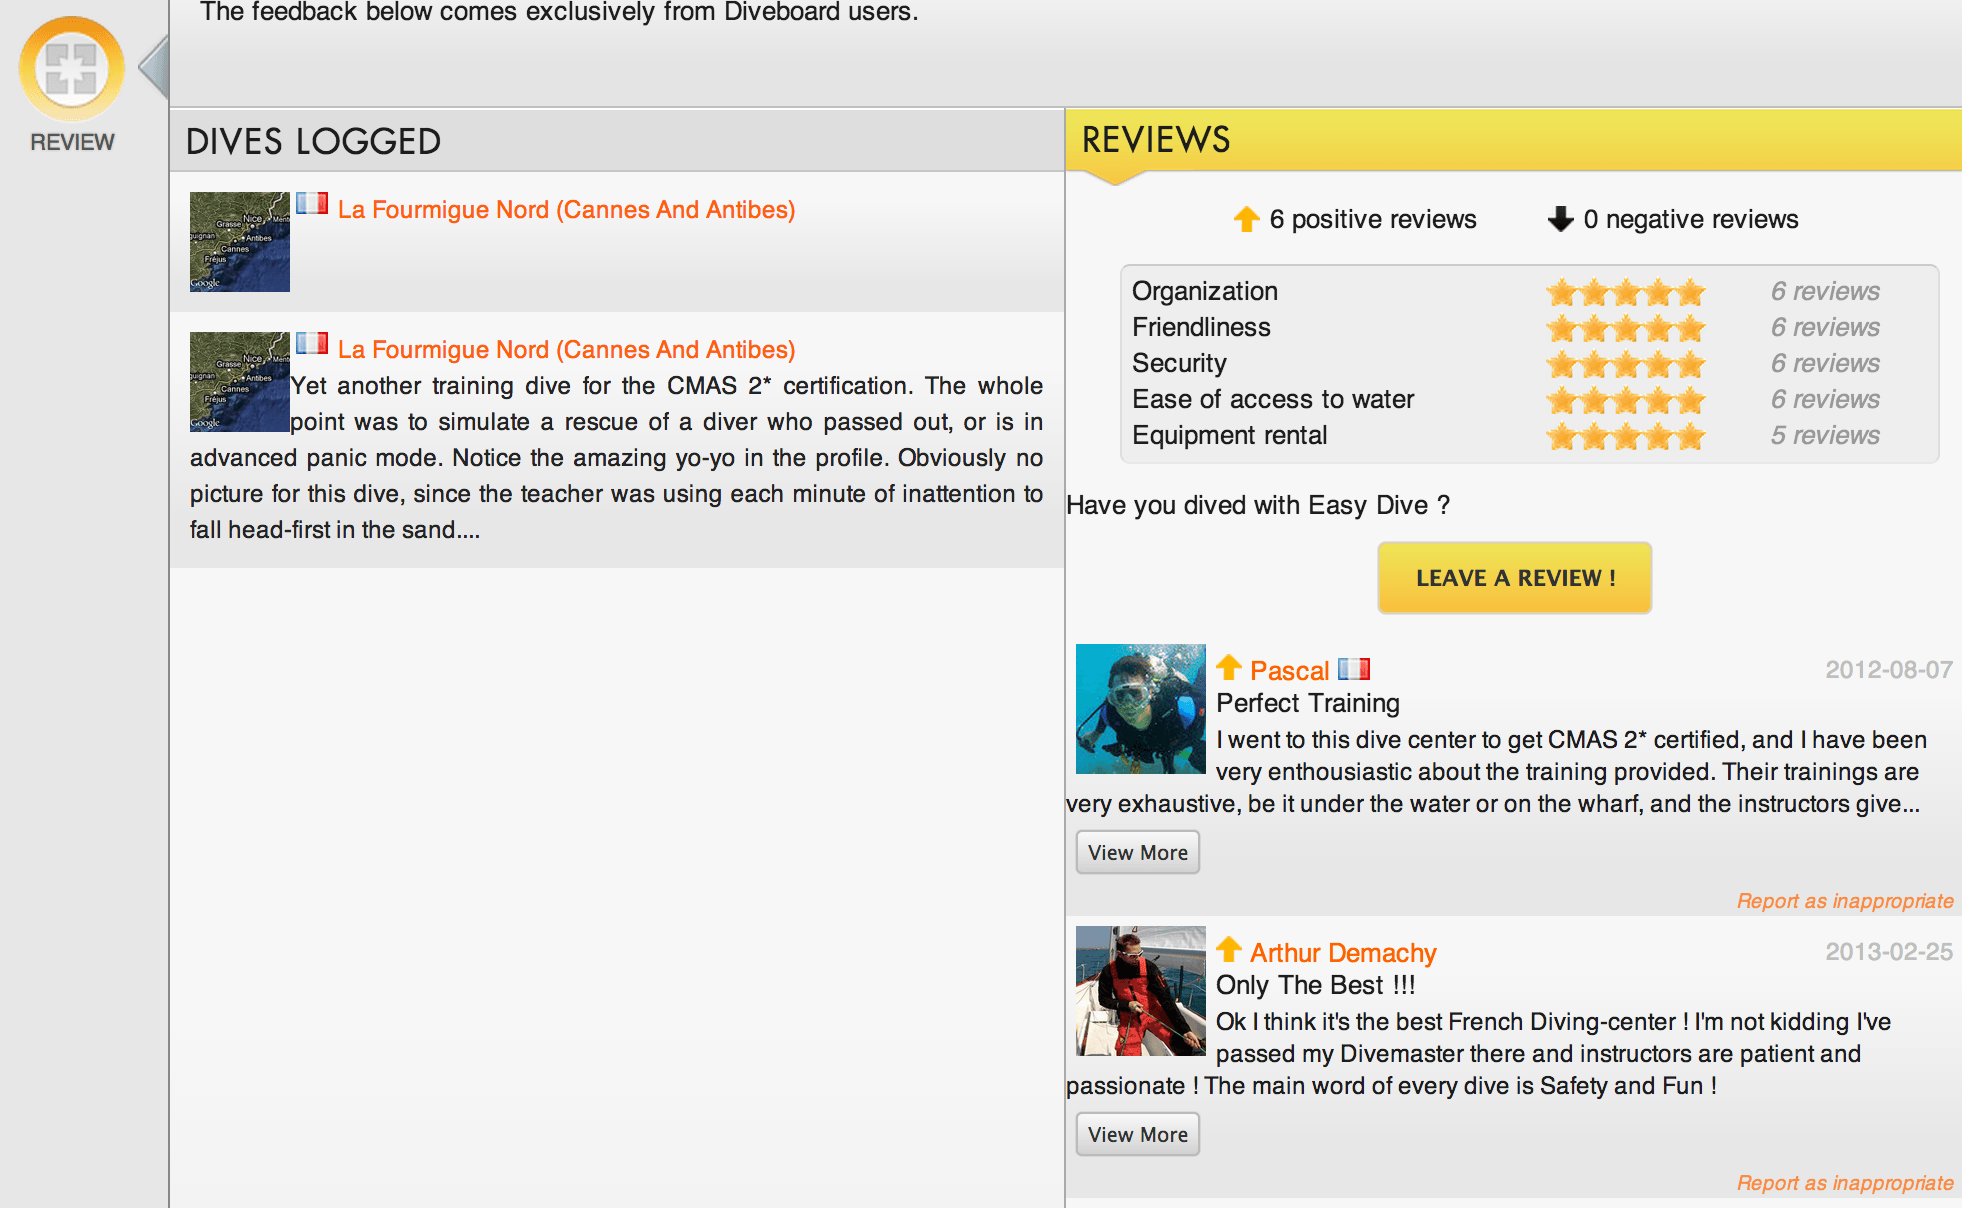 The feedback below comes exclusively from Diveboard users.
REVIEW
DIVES LOGGED
Nice
Grasse
Antibes
Cannes
Fréjus
Google
La Fourmigue Nord (Cannes And Antibes)
Nice
Grasse
Antibes
Cannes
Fréjus
Google
La Fourmigue Nord (Cannes And Antibes)
Yet another training dive for the CMAS 2* certification. The whole
point was to simulate a rescue of a diver who passed out, or is in
advanced panic mode. Notice the amazing yo-yo in the profile. Obviously no
picture for this dive, since the teacher was using each minute of inattention to
fall head-first in the sand....
REVIEWS
6 positive reviews 0 negative reviews
Organization 6 reviews
Friendliness 6 reviews
Security 6 reviews
Ease of access to water 6 reviews
Equipment rental 5 reviews
Have you dived with Easy Dive ?
LEAVE A REVIEW !
Pascal 2012-08-07
Perfect Training
I went to this dive center to get CMAS 2* certified, and I have been
very enthousiastic about the training provided. Their trainings are
very exhaustive, be it under the water or on the wharf, and the instructors give...
View More
Report as inappropriate
Arthur Demachy 2013-02-25
Only The Best !!!
Ok I think it's the best French Diving-center ! I'm not kidding I've
passed my Divemaster there and instructors are patient and
passionate ! The main word of every dive is Safety and Fun !
View More
Report as inappropriate